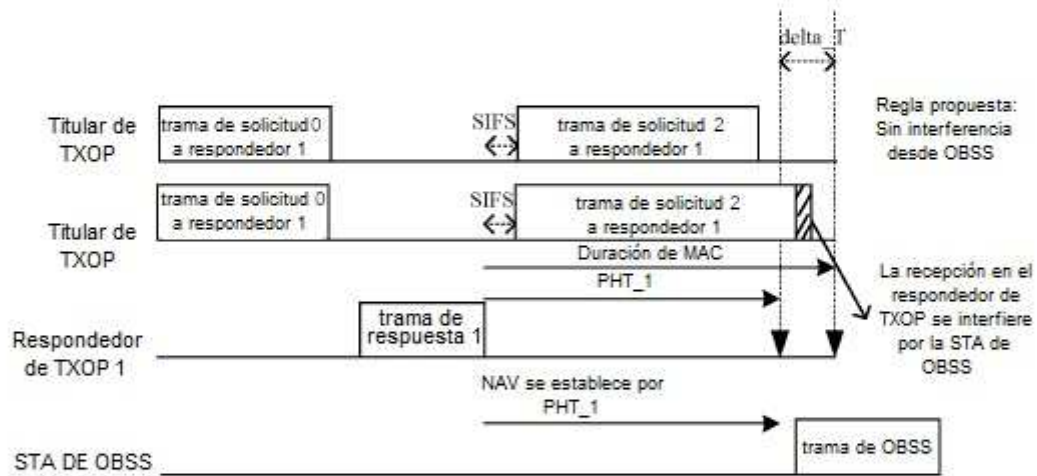 delta_T
Titular de
TXOP
trama de solicitud 0
a respondedor 1
SIFS
trama de solicitud 2
a respondedor 1
Regla propuesta:
Sin interferencia
desde OBSS
Titular de
TXOP
trama de solicitud 0
a respondedor 1
SIFS
trama de solicitud 2
a respondedor 1
Duración de MAC
PHT_1
La recepción en el
respondedor de
TXOP se interfiere
por la STA de
OBSS
Respondedor
de TXOP 1
trama de
respuesta 1
NAV se establece por
PHT_1
STA DE OBSS
trama de OBSS